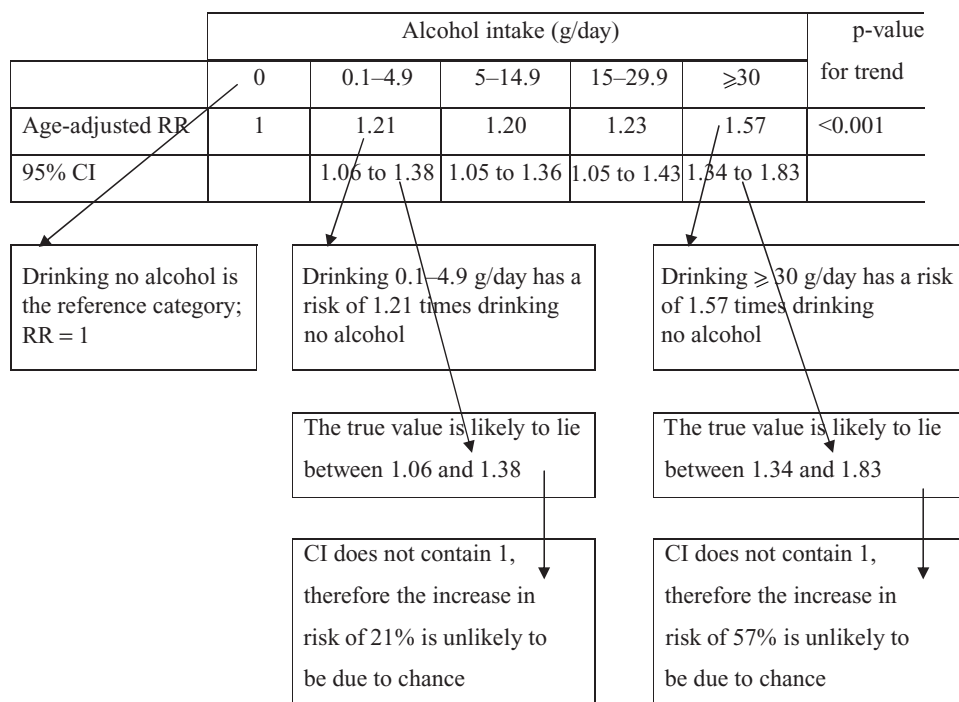 Alcohol intake (g/day) p-value for trend
0 0.1–4.9 5–14.9 15–29.9 ⩾30
Age-adjusted RR 1 1.21 1.20 1.23 1.57 <0.001
95% CI 1.06 to 1.38 1.05 to 1.36 1.05 to 1.43 1.34 to 1.83
Drinking no alcohol is
the reference category;
RR = 1
Drinking 0.1–4.9 g/day has a
risk of 1.21 times drinking
no alcohol
Drinking ⩾ 30 g/day has a risk
of 1.57 times drinking
no alcohol
The true value is likely to lie
between 1.06 and 1.38
The true value is likely to lie
between 1.34 and 1.83
CI does not contain 1,
therefore the increase in
risk of 21% is unlikely to
be due to chance
CI does not contain 1,
therefore the increase in
risk of 57% is unlikely to
be due to chance